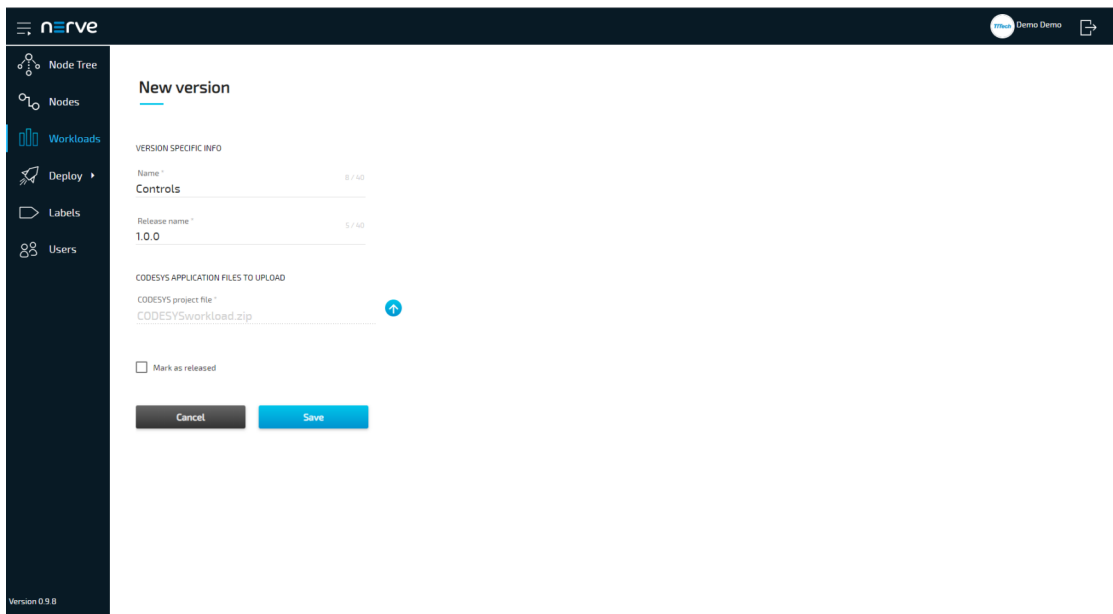 nerve
TTTech Demo Demo
Node Tree
Nodes
Workloads
Deploy
Labels
Users
Version 0.9.8
New version
VERSION SPECIFIC INFO
Name *
8 / 40
Controls
Release name *
5 / 40
1.0.0
CODESYS APPLICATION FILES TO UPLOAD
CODESYS project file *
CODESYSworkload.zip
Mark as released
Cancel Save